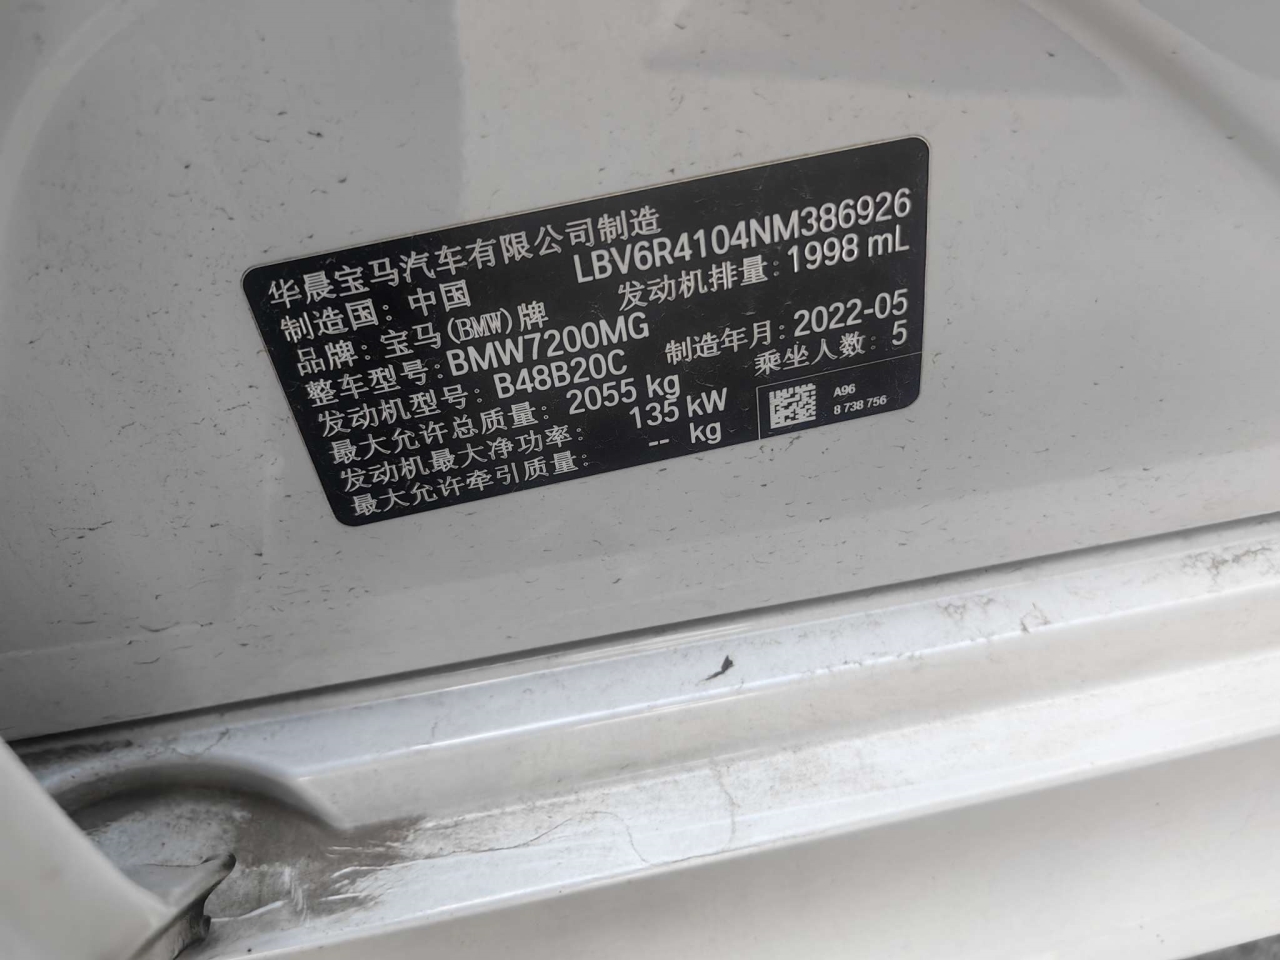 华晨宝马汽车有限公司制造
制造国：中国 LBV6R4104NM386926
品牌：宝马(BMW)牌 发动机排量：1998 mL
整车型号：BMW7200MG
发动机型号：B48B20C 制造年月：2022-05
最大允许总质量：2055 kg 乘坐人数：5
发动机最大净功率：135 kW
最大允许牵引质量：-- kg
A96
8 738 756